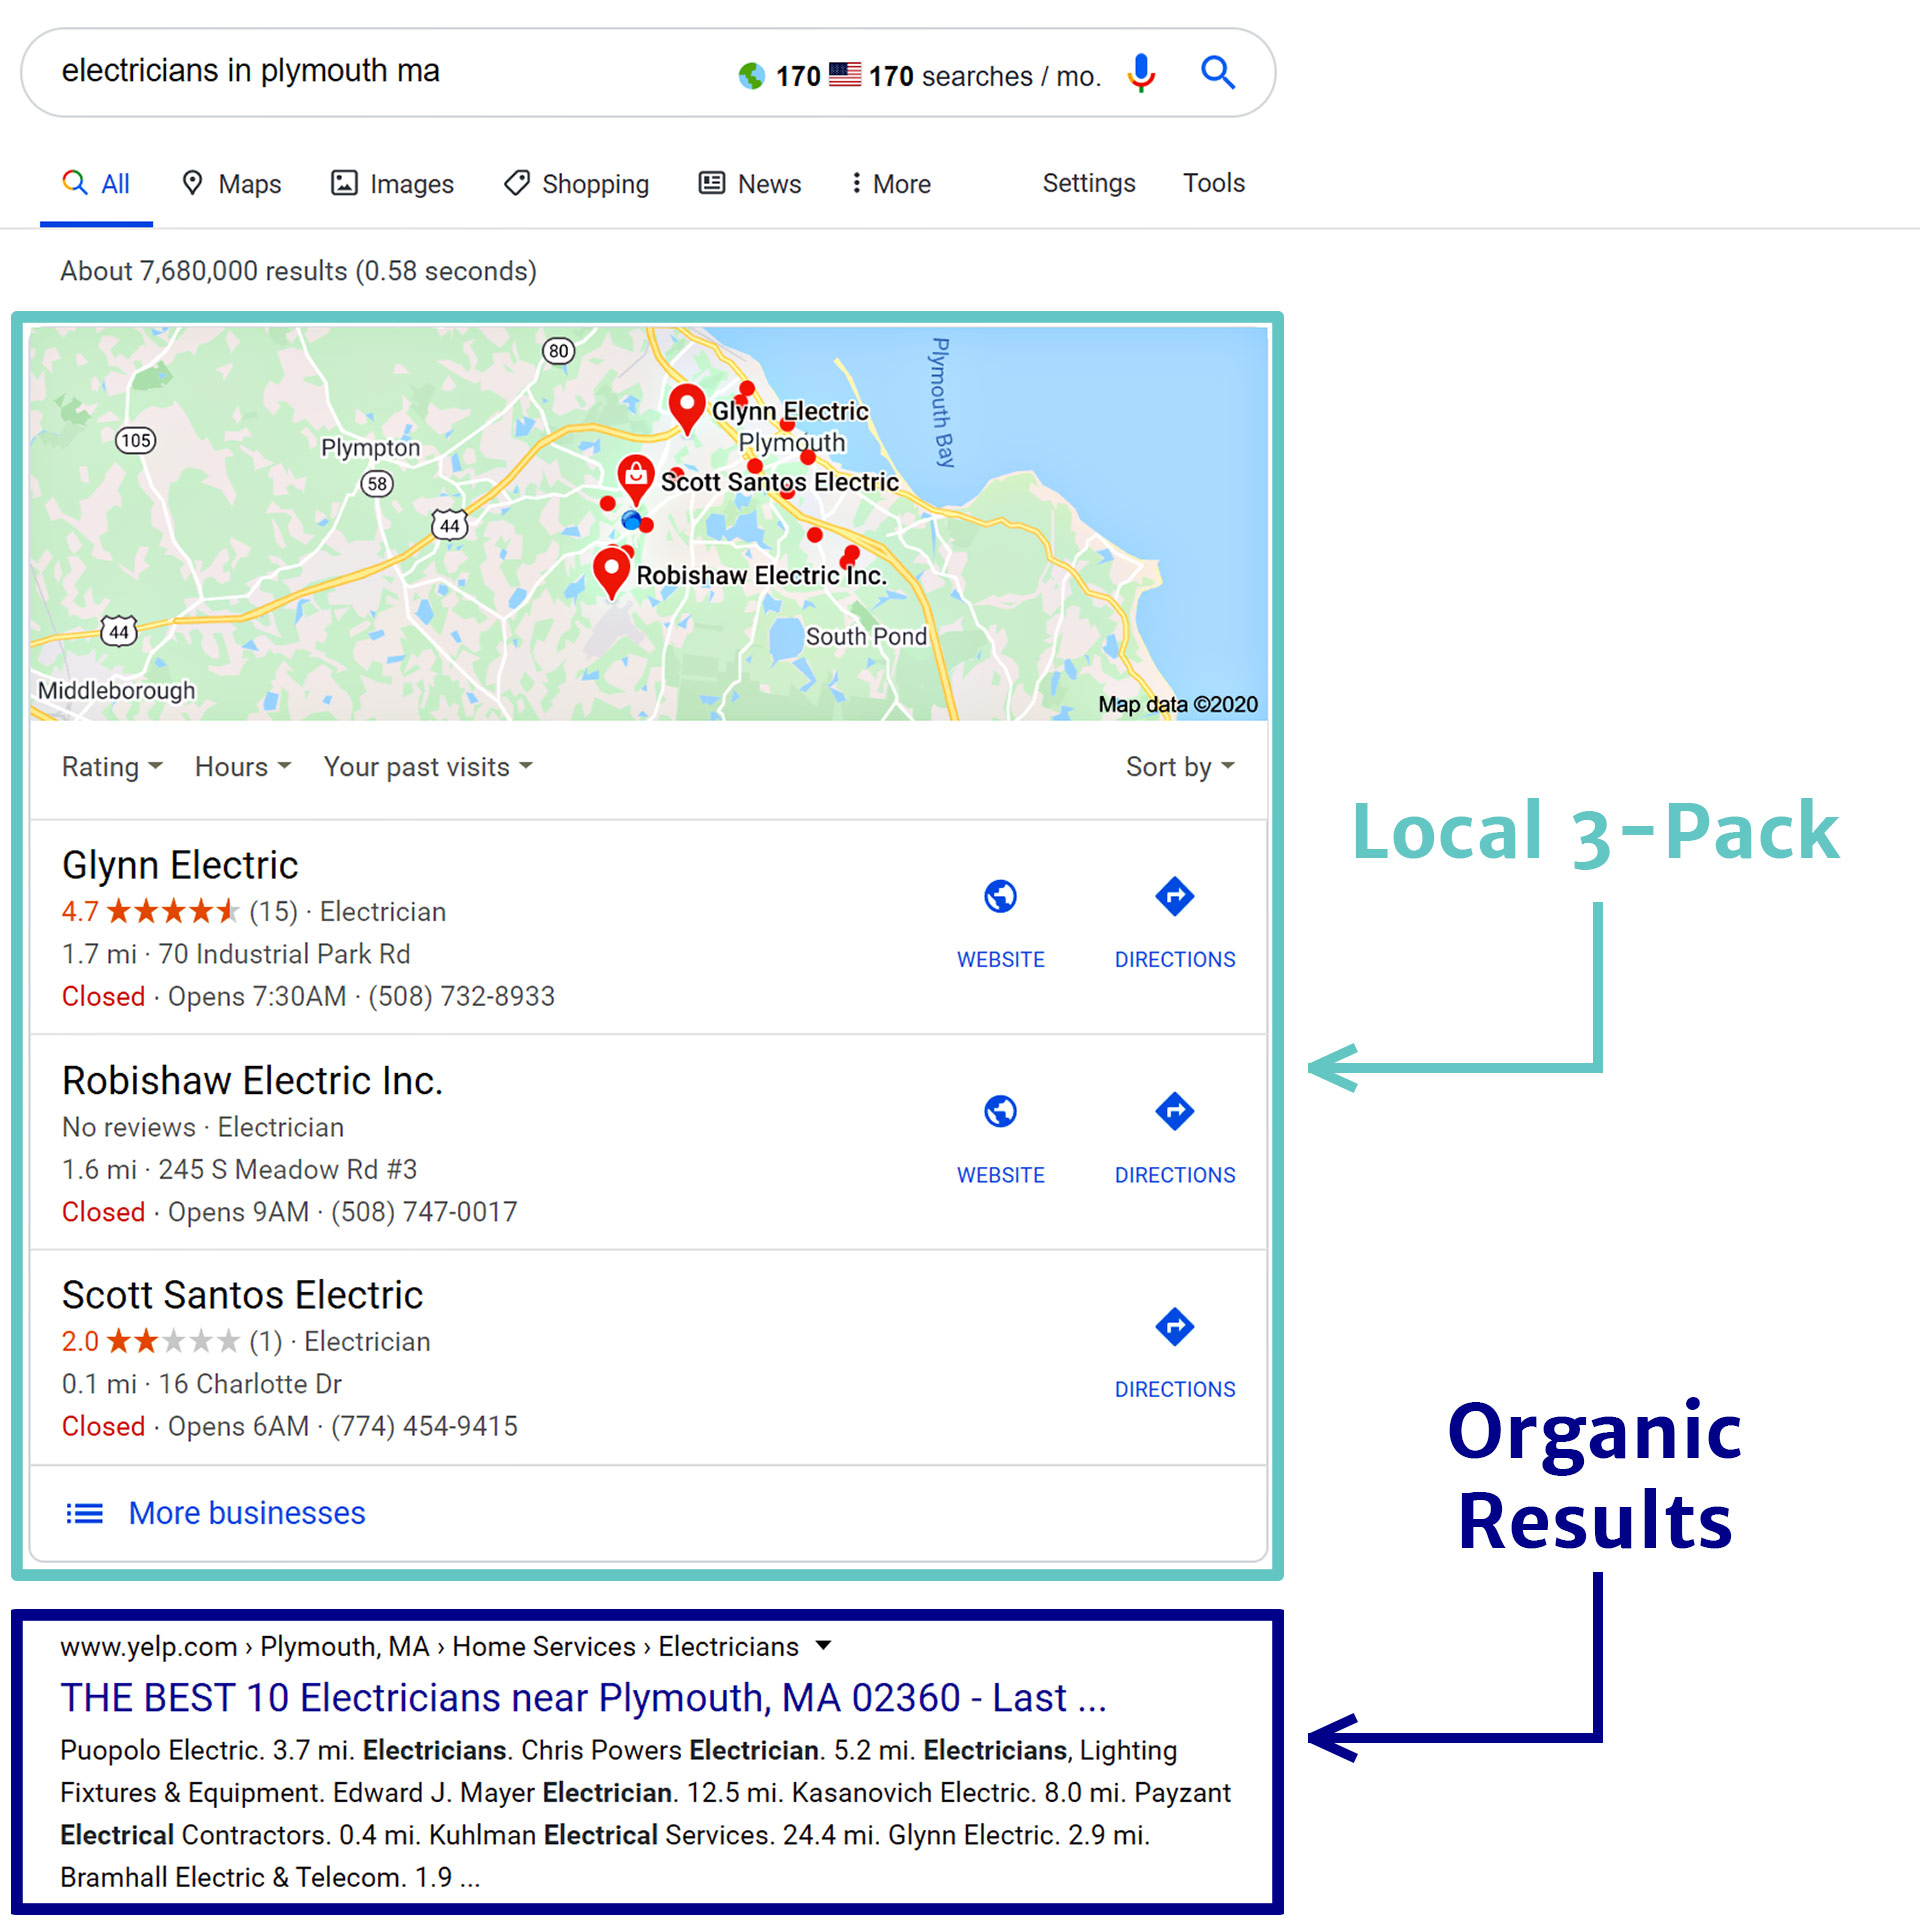 electricians in plymouth ma
170 170 searches / mo.
All Maps Images Shopping News More Settings Tools
About 7,680,000 results (0.58 seconds)
80
Plymouth Bay
Glynn Electric
105
Plympton
Plymouth
58
Scott Santos Electric
44
Robishaw Electric Inc.
44
South Pond
Middleborough
Map data ©2020
Rating Hours Your past visits Sort by
Local 3-Pack
Glynn Electric
4.7 (15) · Electrician
1.7 mi · 70 Industrial Park Rd
WEBSITE DIRECTIONS
Closed · Opens 7:30AM · (508) 732-8933
Robishaw Electric Inc.
No reviews · Electrician
1.6 mi · 245 S Meadow Rd #3
WEBSITE DIRECTIONS
Closed · Opens 9AM · (508) 747-0017
Scott Santos Electric
2.0 (1) · Electrician
0.1 mi · 16 Charlotte Dr
DIRECTIONS
Closed · Opens 6AM · (774) 454-9415
More businesses
Organic
Results
www.yelp.com › Plymouth, MA › Home Services › Electricians
THE BEST 10 Electricians near Plymouth, MA 02360 - Last ...
Puopolo Electric. 3.7 mi. Electricians. Chris Powers Electrician. 5.2 mi. Electricians, Lighting
Fixtures & Equipment. Edward J. Mayer Electrician. 12.5 mi. Kasanovich Electric. 8.0 mi. Payzant
Electrical Contractors. 0.4 mi. Kuhlman Electrical Services. 24.4 mi. Glynn Electric. 2.9 mi.
Bramhall Electric & Telecom. 1.9 ...